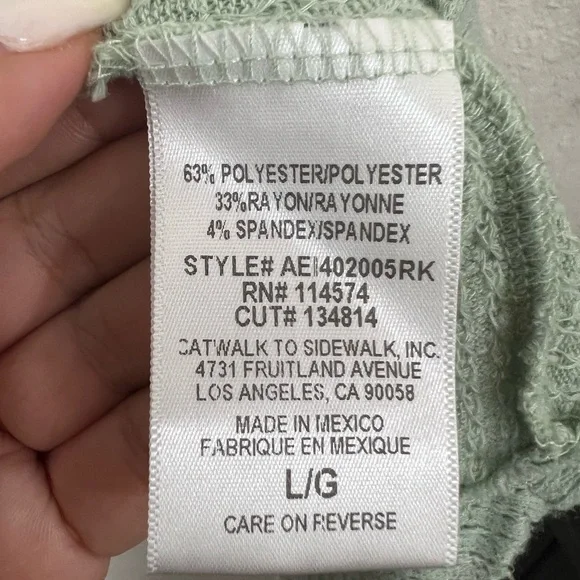 63% POLYESTER/POLYESTER
33%RAYON/RAYONNE
4% SPANDEX/SPANDEX
STYLE# AEI402005RK
RN# 114574
CUT# 134814
CATWALK TO SIDEWALK, INC.
4731 FRUITLAND AVENUE
LOS ANGELES, CA 90058
MADE IN MEXICO
FABRIQUE EN MEXIQUE
L/G
CARE ON REVERSE